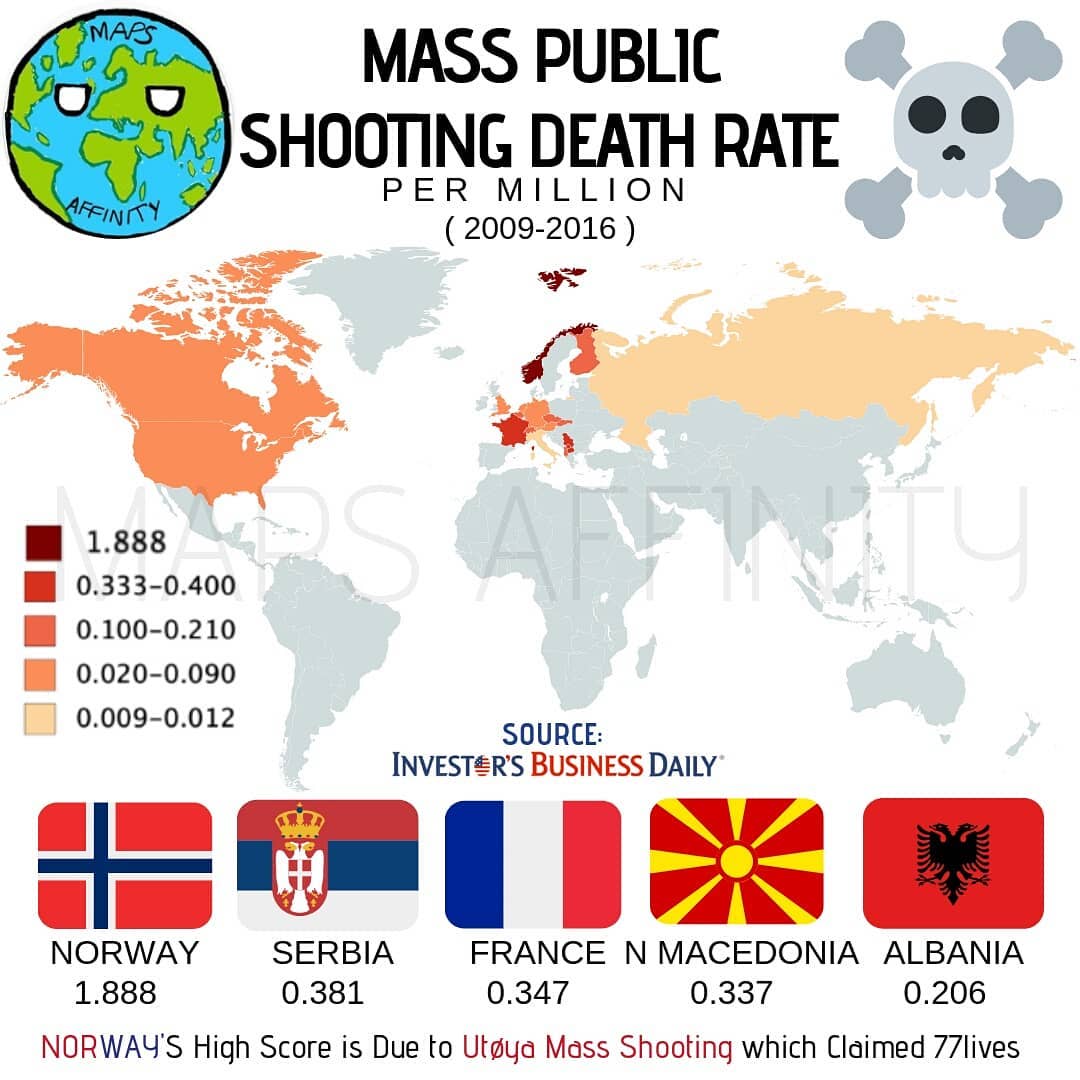 MAPS
AFFINITY
MASS PUBLIC
SHOOTING DEATH RATE
PER MILLION
( 2009-2016 )
MAPS AFFINITY
1.888
0.333-0.400
0.100-0.210
0.020-0.090
0.009-0.012
SOURCE:
INVESTOR'S BUSINESS DAILY
NORWAY
1.888
SERBIA
0.381
FRANCE
0.347
N MACEDONIA
0.337
ALBANIA
0.206
NORWAY'S High Score is Due to Utøya Mass Shooting which Claimed 77lives